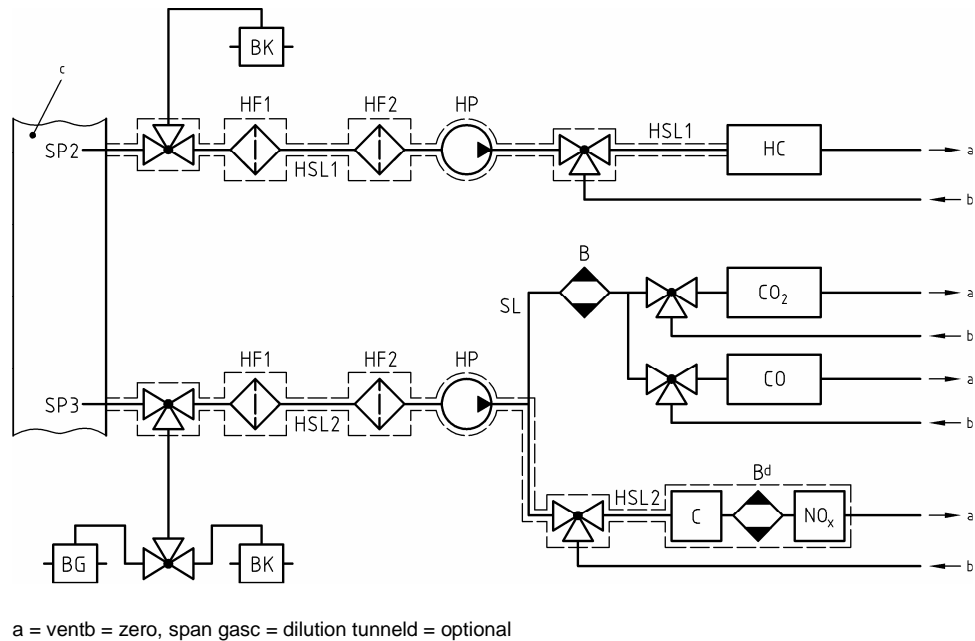 BK
c
HF1 HF2 HP
SP2 HSL1 HSL1 HC a
b
B
SL CO₂ a
b
HF1 HF2 HP CO a
SP3 HSL2 b
Bᵈ
HSL2 C NOₓ a
BG BK b
a = ventb = zero, span gasc = dilution tunneld = optional